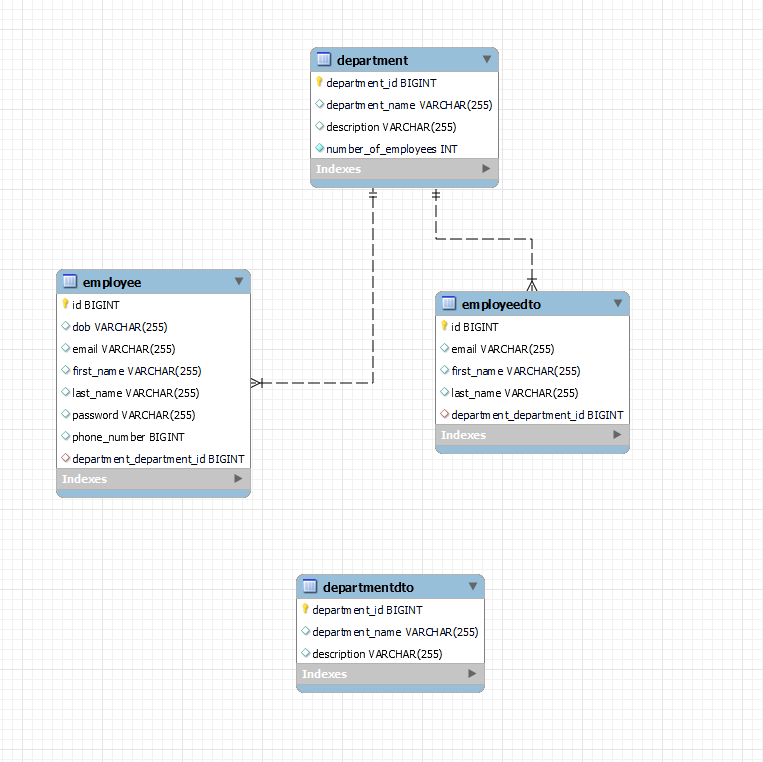 department
department_id BIGINT
department_name VARCHAR(255)
description VARCHAR(255)
number_of_employees INT
Indexes
employee
id BIGINT
dob VARCHAR(255)
email VARCHAR(255)
first_name VARCHAR(255)
last_name VARCHAR(255)
password VARCHAR(255)
phone_number BIGINT
department_department_id BIGINT
Indexes
employeedto
id BIGINT
email VARCHAR(255)
first_name VARCHAR(255)
last_name VARCHAR(255)
department_department_id BIGINT
Indexes
departmentdto
department_id BIGINT
department_name VARCHAR(255)
description VARCHAR(255)
Indexes